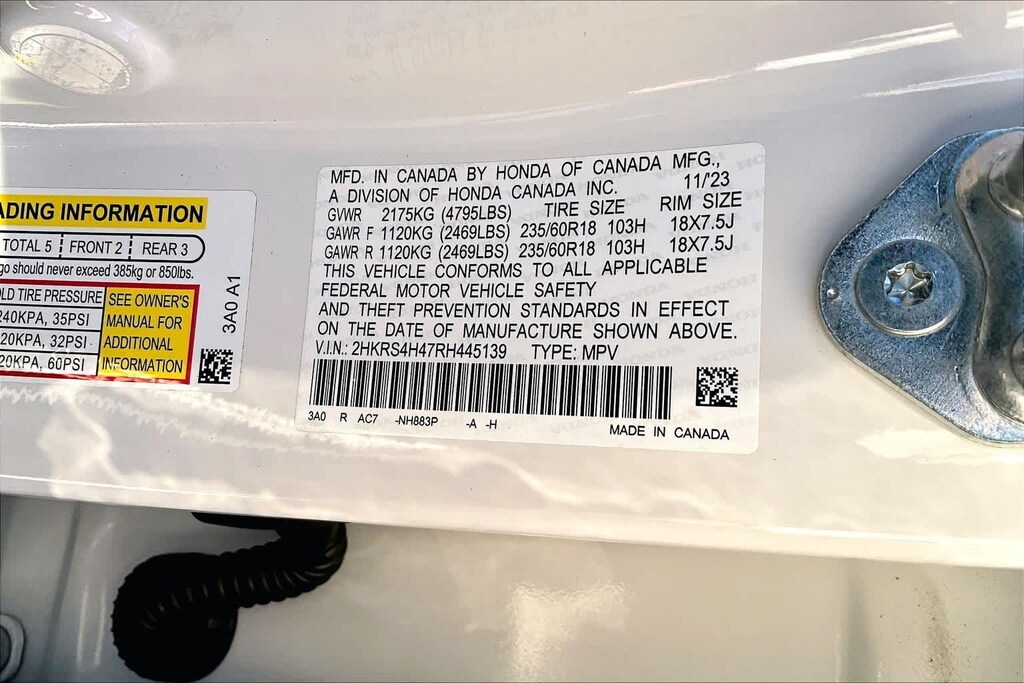 ADING INFORMATION
TOTAL 5 FRONT 2 REAR 3
go should never exceed 385kg or 850lbs.
OLD TIRE PRESSURE
240KPA, 35PSI
20KPA, 32PSI
20KPA, 60PSI
SEE OWNER'S
MANUAL FOR
ADDITIONAL
INFORMATION
3A0 A1
MFD. IN CANADA BY HONDA OF CANADA MFG.,
A DIVISION OF HONDA CANADA INC. 11/'23
GVWR 2175KG (4795LBS) TIRE SIZE RIM SIZE
GAWR F 1120KG (2469LBS) 235/60R18 103H 18X7.5J
GAWR R 1120KG (2469LBS) 235/60R18 103H 18X7.5J
THIS VEHICLE CONFORMS TO ALL APPLICABLE
FEDERAL MOTOR VEHICLE SAFETY
AND THEFT PREVENTION STANDARDS IN EFFECT
ON THE DATE OF MANUFACTURE SHOWN ABOVE.
V.I.N.: 2HKRS4H47RH445139 TYPE: MPV
3A0 R AC7 -NH883P -A -H
MADE IN CANADA